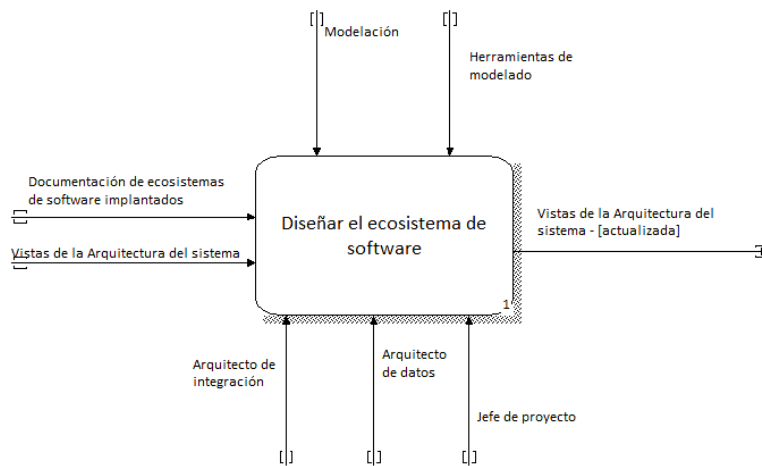 Modelación
Herramientas de
modelado
Documentación de ecosistemas
de software implantados
Vistas de la Arquitectura del sistema
Diseñar el ecosistema de
software
1
Vistas de la Arquitectura del
sistema - [actualizada]
Arquitecto de
integración
Arquitecto
de datos
Jefe de proyecto